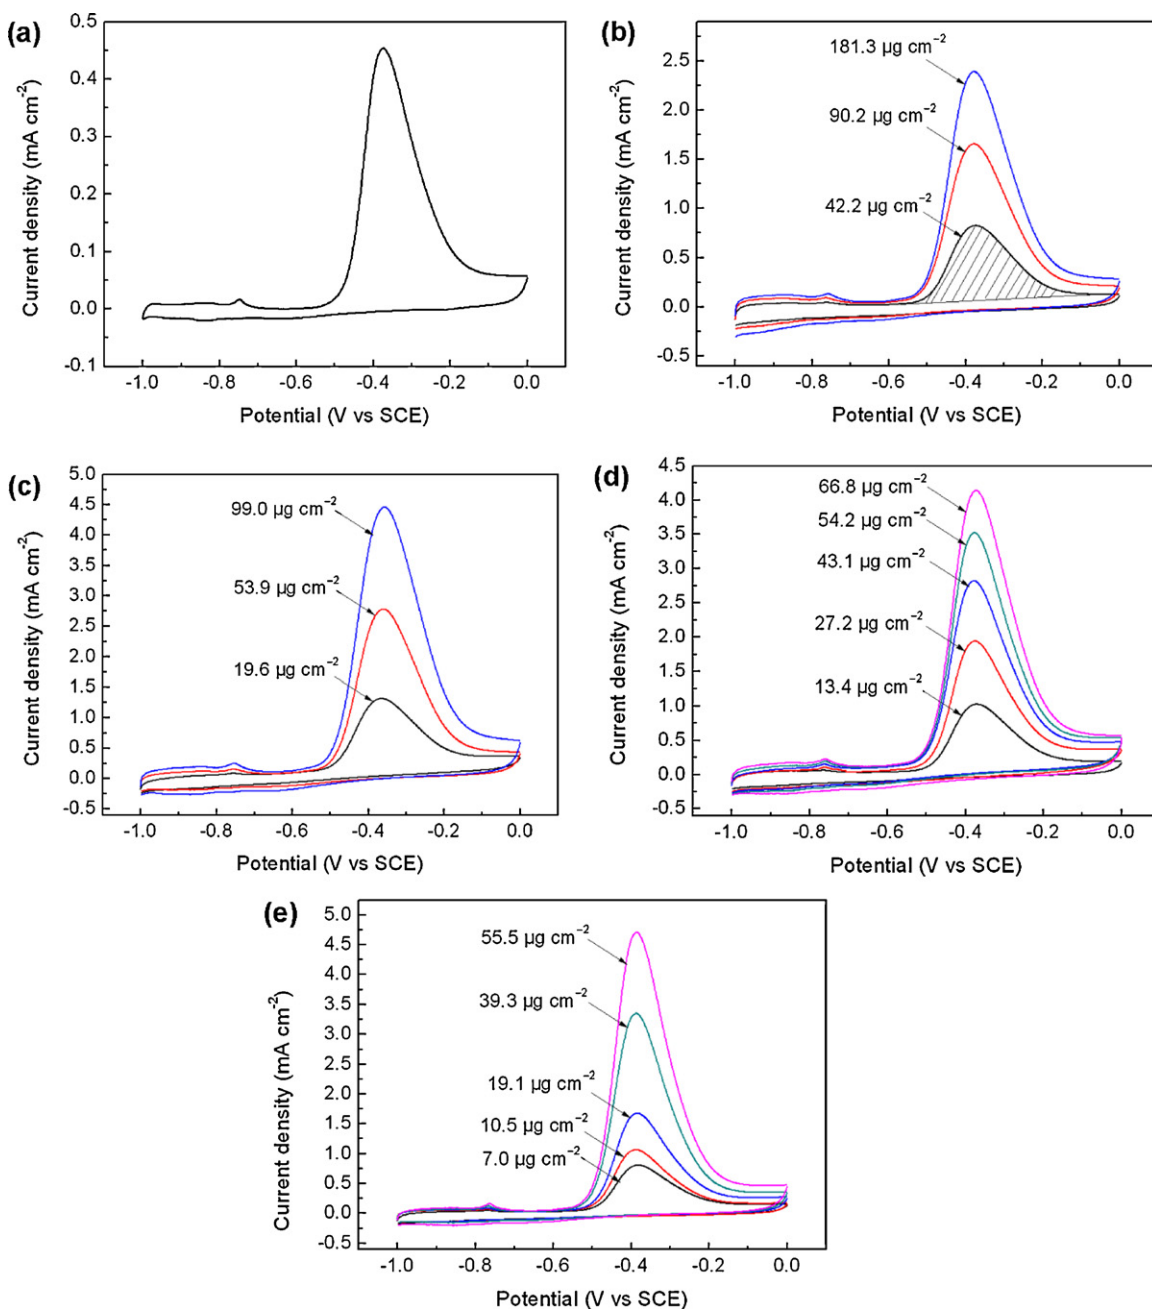 (a)
Current density (mA cm⁻²)
0.5
0.4
0.3
0.2
0.1
0.0
-0.1
-1.0 -0.8 -0.6 -0.4 -0.2 0.0
Potential (V vs SCE)
(b)
Current density (mA cm⁻²)
2.5
2.0
1.5
1.0
0.5
0.0
-0.5
181.3 µg cm⁻²
90.2 µg cm⁻²
42.2 µg cm⁻²
-1.0 -0.8 -0.6 -0.4 -0.2 0.0
Potential (V vs SCE)
(c)
Current density (mA cm⁻²)
5.0
4.5
4.0
3.5
3.0
2.5
2.0
1.5
1.0
0.5
0.0
-0.5
99.0 µg cm⁻²
53.9 µg cm⁻²
19.6 µg cm⁻²
-1.0 -0.8 -0.6 -0.4 -0.2 0.0
Potential (V vs SCE)
(d)
Current density (mA cm⁻²)
4.5
4.0
3.5
3.0
2.5
2.0
1.5
1.0
0.5
0.0
-0.5
66.8 µg cm⁻²
54.2 µg cm⁻²
43.1 µg cm⁻²
27.2 µg cm⁻²
13.4 µg cm⁻²
-1.0 -0.8 -0.6 -0.4 -0.2 0.0
Potential (V vs SCE)
(e)
Current density (mA cm⁻²)
5.0
4.5
4.0
3.5
3.0
2.5
2.0
1.5
1.0
0.5
0.0
-0.5
55.5 µg cm⁻²
39.3 µg cm⁻²
19.1 µg cm⁻²
10.5 µg cm⁻²
7.0 µg cm⁻²
-1.0 -0.8 -0.6 -0.4 -0.2 0.0
Potential (V vs SCE)